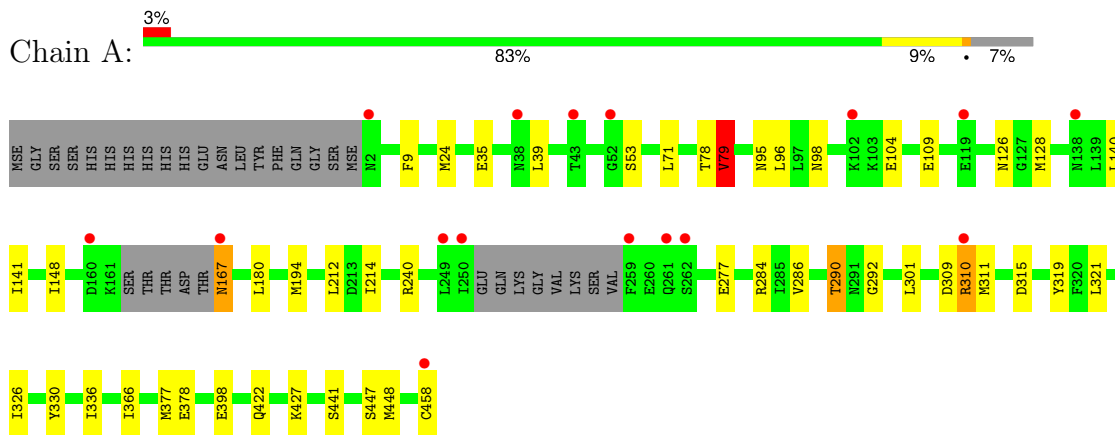 3%
Chain A:
83% 9% • 7%
MSE GLY SER SER HIS HIS HIS HIS HIS HIS GLU ASN LEU TYR PHE GLN GLY SER MSE N2 F9 M24 E35 N38 L39 T43 G52 S53 L71 T78 V79 N95 L96 L97 N98 K102 K103 E104 E109 E119 N126 G127 M128 N138 L139 L140
I141 I148 D160 K161 SER THR THR ASP THR N167 L180 M194 L212 D213 I214 R240 L249 I250 GLU GLN LYS GLY VAL LYS SER VAL F259 E260 Q261 S262 E277 R284 I285 V286 T290 N291 G292 L301 D309 R310 M311 D315 Y319 F320 L321
I326 Y330 I336 I366 M377 E378 E398 Q422 K427 S441 S447 M448 C458